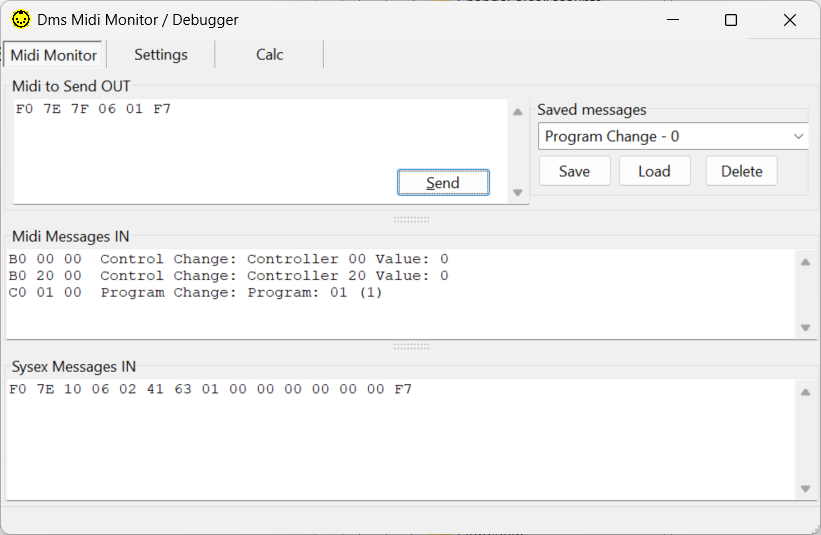 Dms Midi Monitor / Debugger
Midi Monitor Settings Calc
Midi to Send OUT
F0 7E 7F 06 01 F7
Send
Saved messages
Program Change - 0
Save Load Delete
Midi Messages IN
B0 00 00  Control Change: Controller 00 Value: 0
B0 20 00  Control Change: Controller 20 Value: 0
C0 01 00  Program Change: Program: 01 (1)
Sysex Messages IN
F0 7E 10 06 02 41 63 01 00 00 00 00 00 00 F7